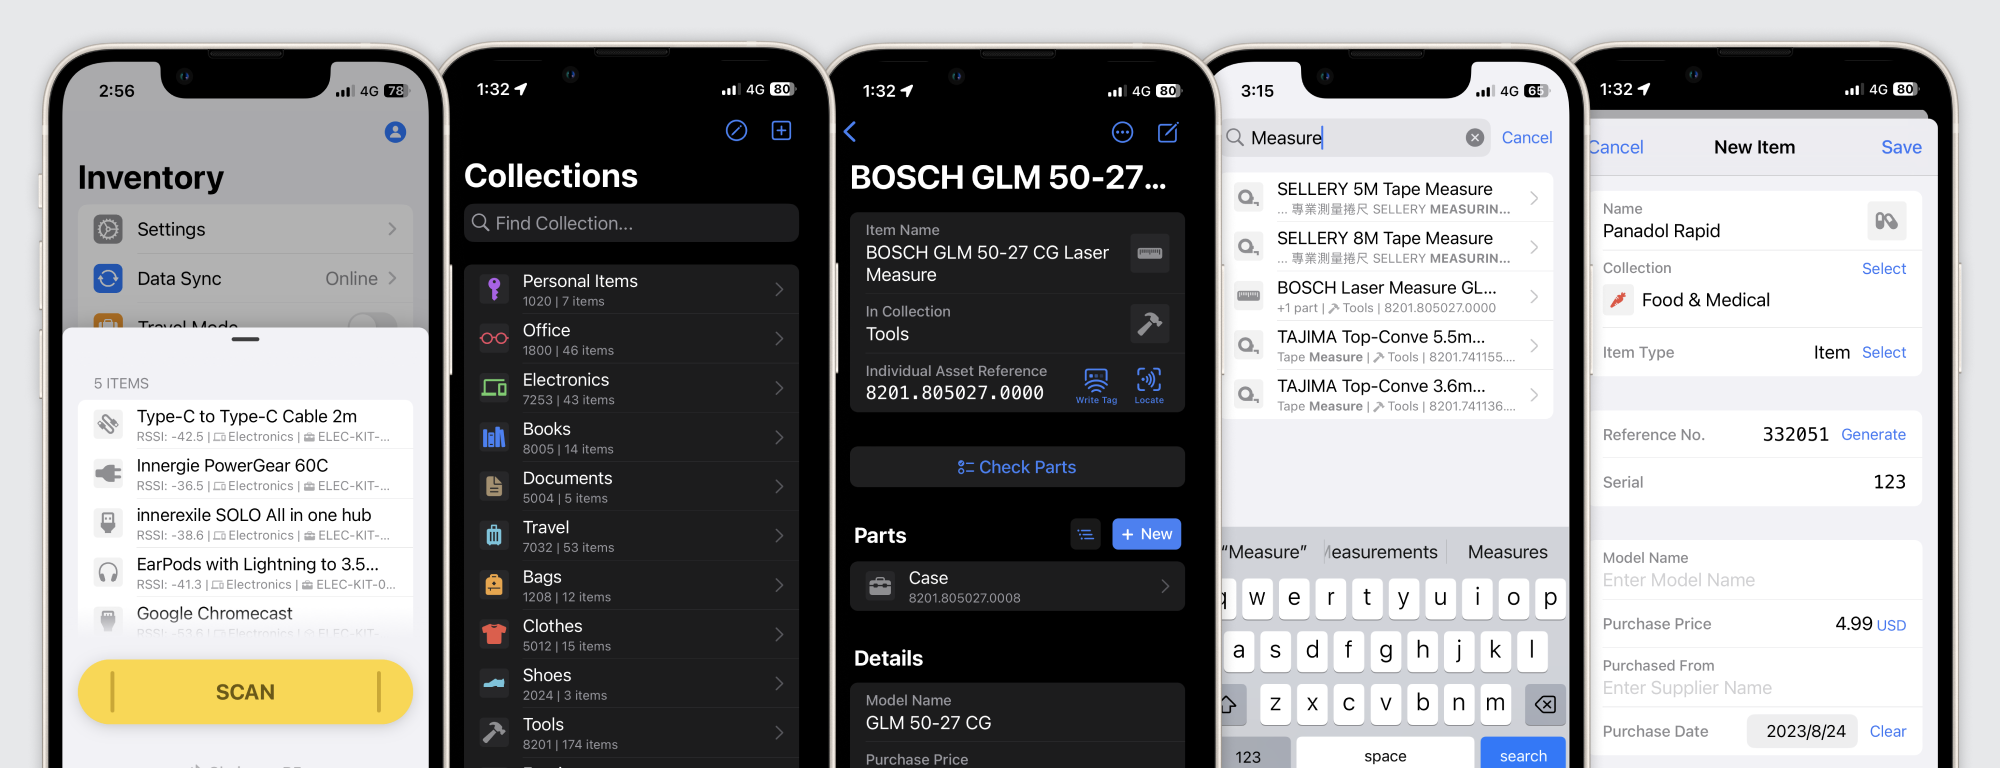 2:56
4G 78
Inventory
Settings
Data Sync Online
Travel Mode
5 ITEMS
Type-C to Type-C Cable 2m
RSSI: -42.5 | Electronics | ELEC-KIT-...
Innergie PowerGear 60C
RSSI: -36.5 | Electronics | ELEC-KIT-...
innerexile SOLO All in one hub
RSSI: -38.6 | Electronics | ELEC-KIT-...
EarPods with Lightning to 3.5...
RSSI: -41.3 | Electronics | ELEC-KIT-0...
Google Chromecast
RSSI: -53.6 | Electronics | ELEC-KIT-...
SCAN
1:32
4G 80
Collections
Find Collection...
Personal Items
1020 | 7 items
Office
1800 | 46 items
Electronics
7253 | 43 items
Books
8005 | 14 items
Documents
5004 | 5 items
Travel
7032 | 53 items
Bags
1208 | 12 items
Clothes
5012 | 15 items
Shoes
2024 | 3 items
Tools
8201 | 174 items
1:32
4G 80
BOSCH GLM 50-27...
Item Name
BOSCH GLM 50-27 CG Laser
Measure
In Collection
Tools
Individual Asset Reference
8201.805027.0000
Write Tag
Locate
Check Parts
Parts
+ New
Case
8201.805027.0008
Details
Model Name
GLM 50-27 CG
Purchase Price
3:15
4G 65
Measure
Cancel
SELLERY 5M Tape Measure
... 專業測量捲尺 SELLERY MEASURIN...
SELLERY 8M Tape Measure
... 專業測量捲尺 SELLERY MEASURIN...
BOSCH Laser Measure GL...
+1 part | Tools | 8201.805027.0000
TAJIMA Top-Conve 5.5m...
Tape Measure | Tools | 8201.741155....
TAJIMA Top-Conve 3.6m...
Tape Measure | Tools | 8201.741136....
"Measure" Measurements Measures
q w e r t y u i o p
a s d f g h j k l
z x c v b n m
123 space search
1:32
4G 80
Cancel New Item Save
Name
Panadol Rapid
Collection Select
Food & Medical
Item Type Item Select
Reference No. 332051 Generate
Serial 123
Model Name
Enter Model Name
Purchase Price 4.99 USD
Purchased From
Enter Supplier Name
Purchase Date 2023/8/24 Clear